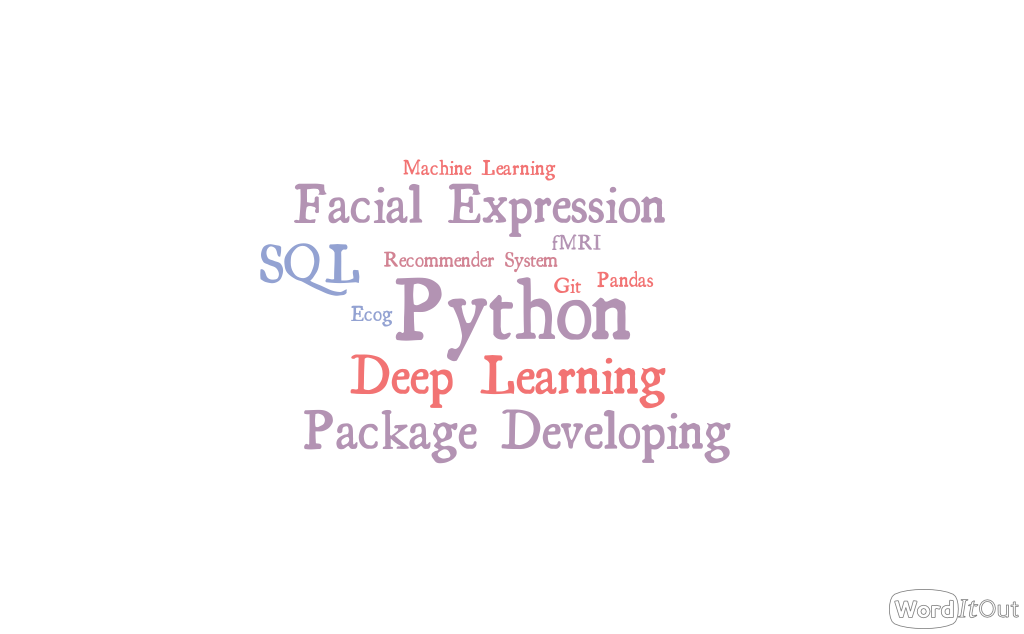 Machine Learning
Facial Expression
fMRI
SQL
Recommender System
Git
Pandas
Ecog
Python
Deep Learning
Package Developing
WordItOut